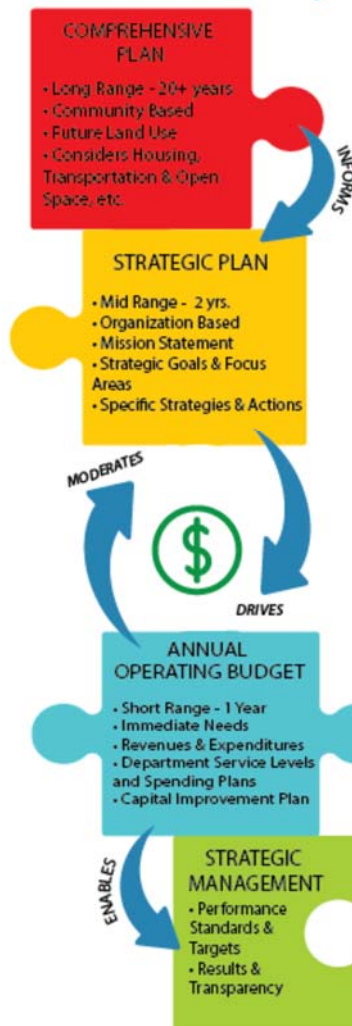 COMPREHENSIVE
PLAN
• Long Range - 20+ years
• Community Based
• Future Land Use
• Considers Housing,
Transportation & Open
Space, etc.
INFORMS
STRATEGIC PLAN
• Mid Range - 2 yrs.
• Organization Based
• Mission Statement
• Strategic Goals & Focus
Areas
• Specific Strategies & Actions
MODERATES
$
DRIVES
ANNUAL
OPERATING BUDGET
• Short Range - 1 Year
• Immediate Needs
• Revenues & Expenditures
• Department Service Levels
and Spending Plans
• Capital Improvement Plan
ENABLES
STRATEGIC
MANAGEMENT
• Performance
Standards &
Targets
• Results &
Transparency